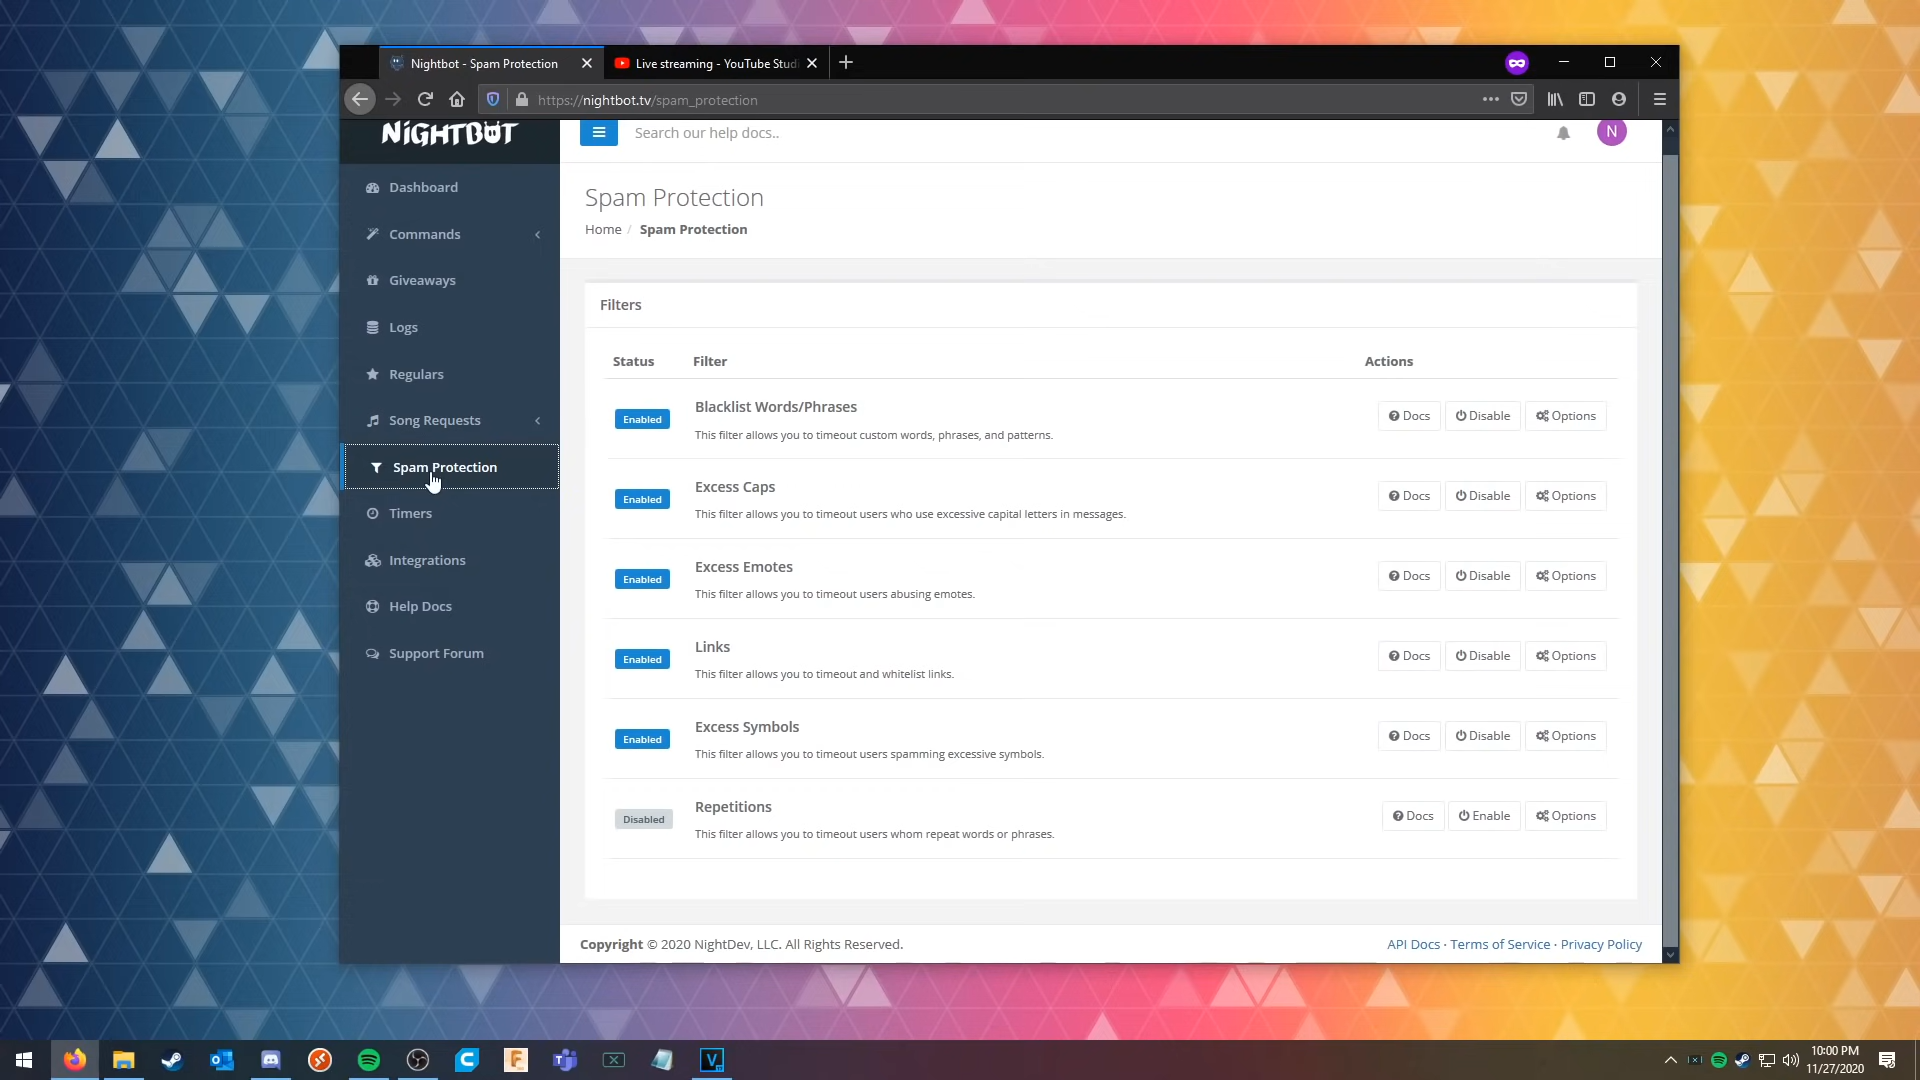 Nightbot - Spam Protection
Live streaming - YouTube Stud
https://nightbot.tv/spam_protection
NIGHTBOT
Search our help docs..
N
Dashboard
Commands
Giveaways
Logs
Regulars
Song Requests
Spam Protection
Timers
Integrations
Help Docs
Support Forum
Spam Protection
Home / Spam Protection
Filters
Status Filter Actions
Blacklist Words/Phrases
Enabled Docs Disable Options
This filter allows you to timeout custom words, phrases, and patterns.
Excess Caps
Enabled Docs Disable Options
This filter allows you to timeout users who use excessive capital letters in messages.
Excess Emotes
Enabled Docs Disable Options
This filter allows you to timeout users abusing emotes.
Links
Enabled Docs Disable Options
This filter allows you to timeout and whitelist links.
Excess Symbols
Enabled Docs Disable Options
This filter allows you to timeout users spamming excessive symbols.
Repetitions
Disabled Docs Enable Options
This filter allows you to timeout users whom repeat words or phrases.
Copyright © 2020 NightDev, LLC. All Rights Reserved.
API Docs · Terms of Service · Privacy Policy
10:00 PM
11/27/2020